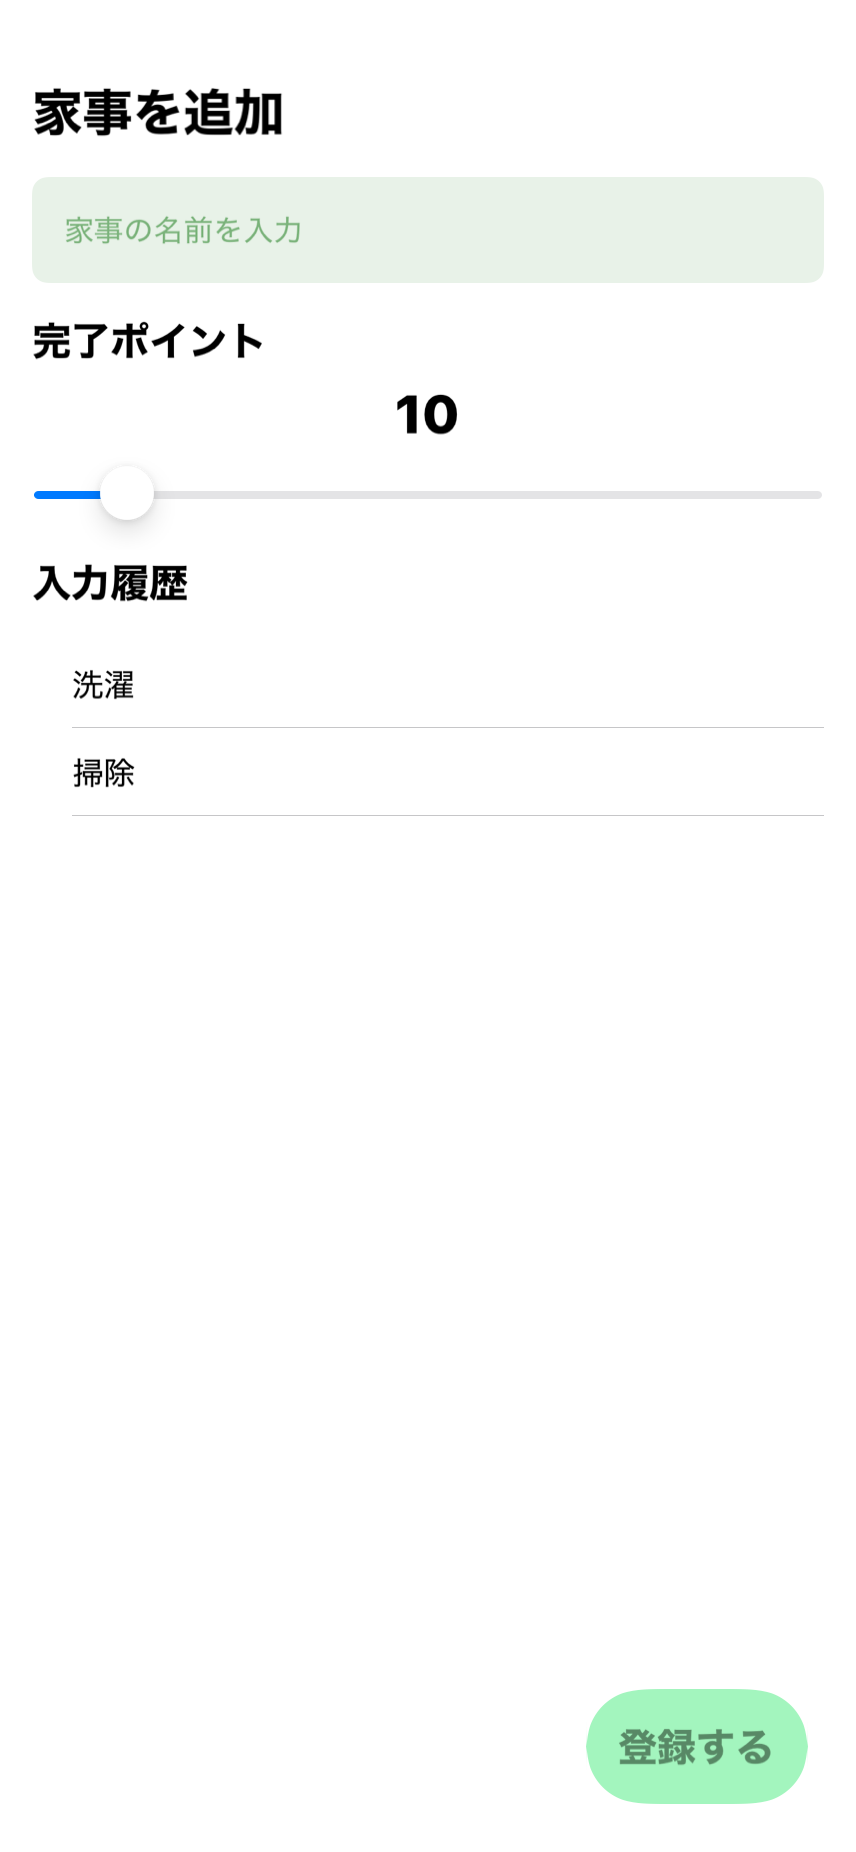 家事を追加
家事の名前を入力
完了ポイント
10
入力履歴
洗濯
掃除
登録する